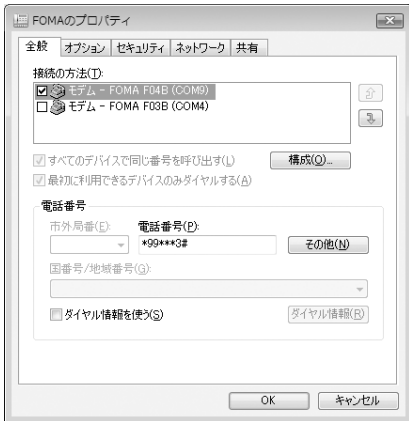 FOMAのプロパティ
全般 オプション セキュリティ ネットワーク 共有
接続の方法(T):
モデム - FOMA F04B (COM9)
モデム - FOMA F03B (COM4)
すべてのデバイスで同じ番号を呼び出す(L) 構成(O)...
最初に利用できるデバイスのみダイヤルする(A)
電話番号
市外局番(E): 電話番号(P):
*99***3# その他(N)
国番号/地域番号(G):
ダイヤル情報を使う(S) ダイヤル情報(R)
OK キャンセル